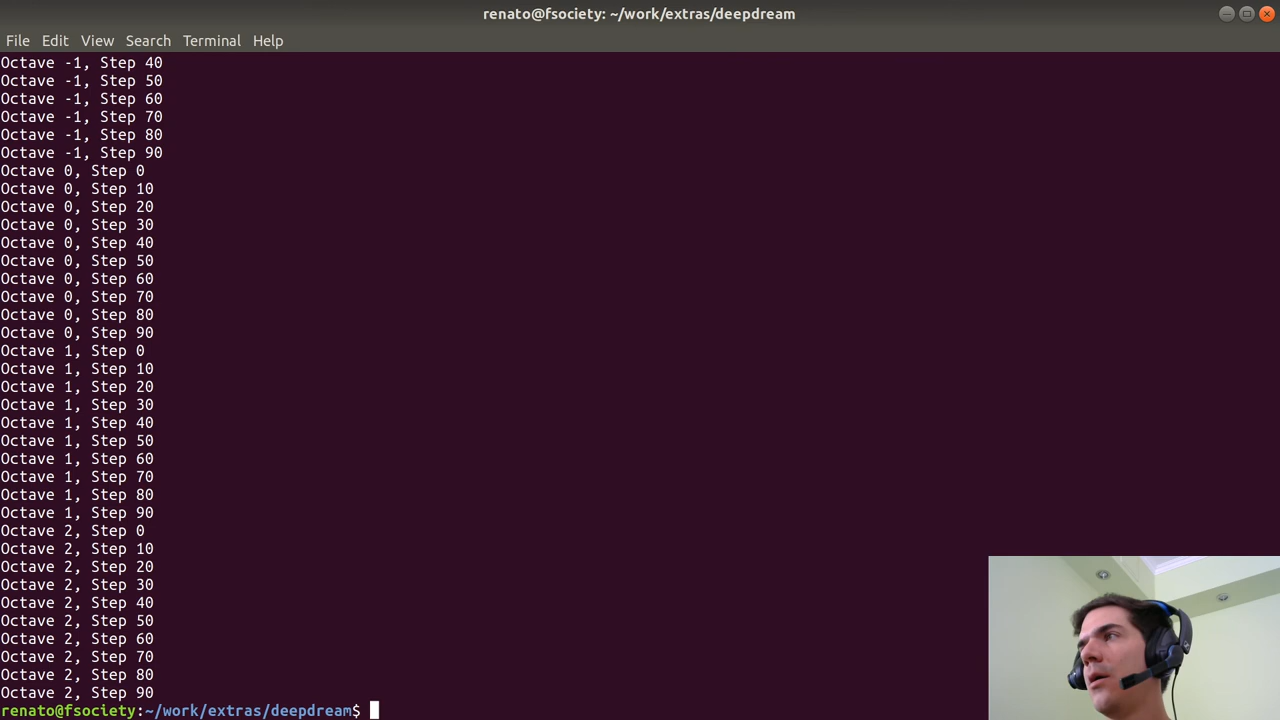 renato@fsociety: ~/work/extras/deepdream
File Edit View Search Terminal Help
Octave -1, Step 40
Octave -1, Step 50
Octave -1, Step 60
Octave -1, Step 70
Octave -1, Step 80
Octave -1, Step 90
Octave 0, Step 0
Octave 0, Step 10
Octave 0, Step 20
Octave 0, Step 30
Octave 0, Step 40
Octave 0, Step 50
Octave 0, Step 60
Octave 0, Step 70
Octave 0, Step 80
Octave 0, Step 90
Octave 1, Step 0
Octave 1, Step 10
Octave 1, Step 20
Octave 1, Step 30
Octave 1, Step 40
Octave 1, Step 50
Octave 1, Step 60
Octave 1, Step 70
Octave 1, Step 80
Octave 1, Step 90
Octave 2, Step 0
Octave 2, Step 10
Octave 2, Step 20
Octave 2, Step 30
Octave 2, Step 40
Octave 2, Step 50
Octave 2, Step 60
Octave 2, Step 70
Octave 2, Step 80
Octave 2, Step 90
renato@fsociety:~/work/extras/deepdream$